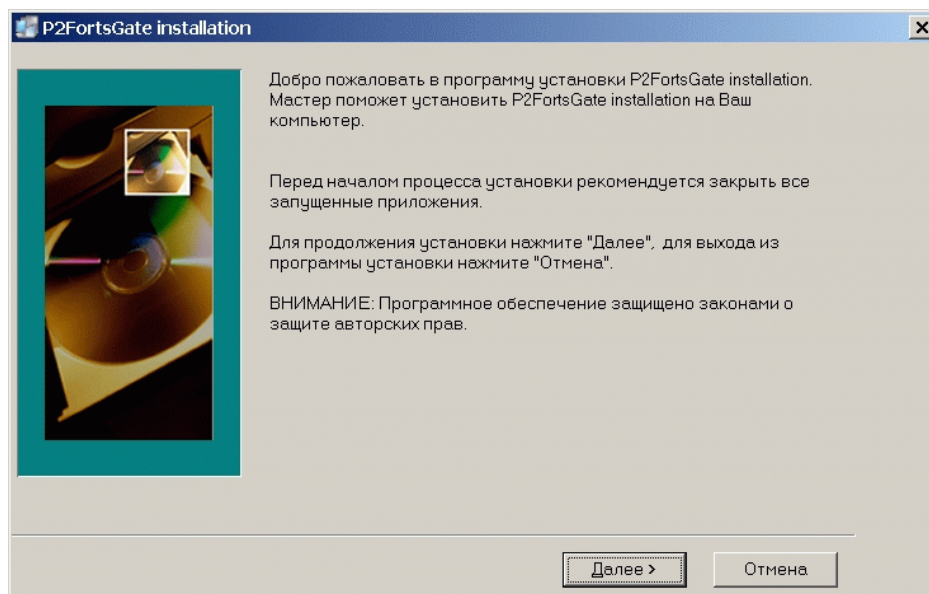 P2FortsGate installation
Добро пожаловать в программу установки P2FortsGate installation.
Мастер поможет установить P2FortsGate installation на Ваш
компьютер.
Перед началом процесса установки рекомендуется закрыть все
запущенные приложения.
Для продолжения установки нажмите "Далее", для выхода из
программы установки нажмите "Отмена".
ВНИМАНИЕ: Программное обеспечение защищено законами о
защите авторских прав.
Далее >
Отмена